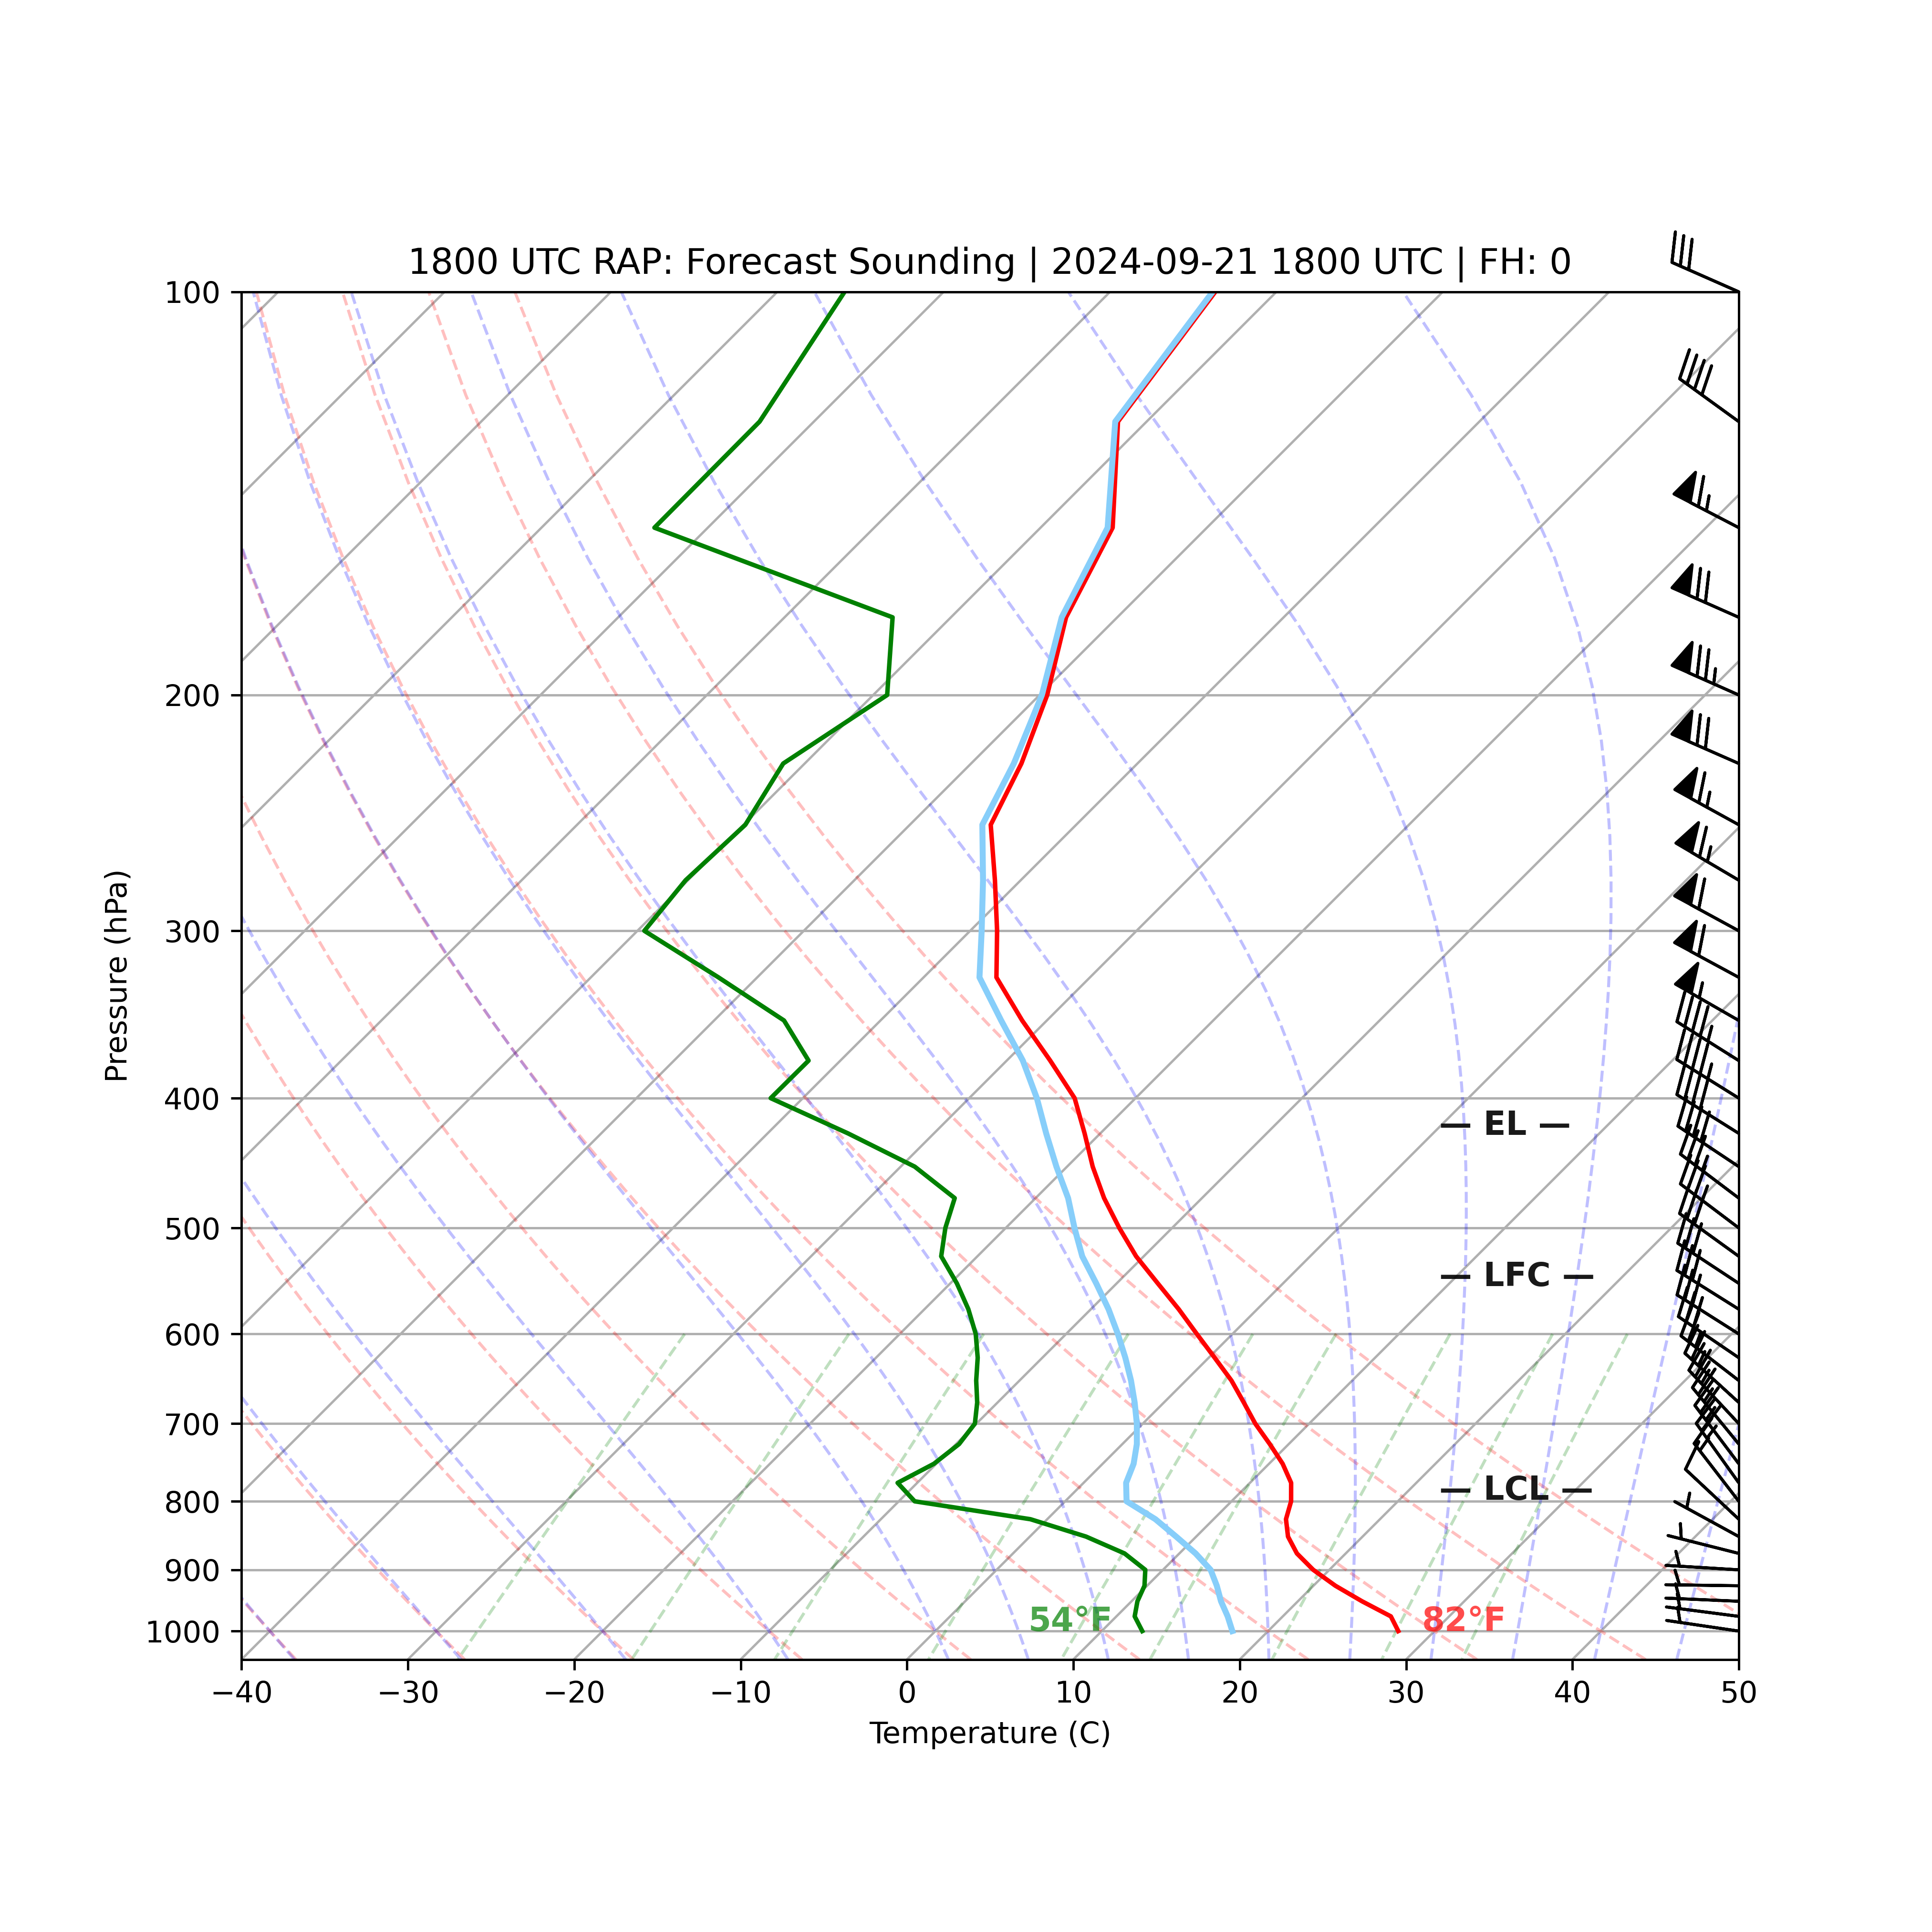 1800 UTC RAP: Forecast Sounding | 2024-09-21 1800 UTC | FH: 0
100
200
300
400
500
600
700
800
900
1000
Pressure (hPa)
— EL —
— LFC —
— LCL —
54°F
82°F
−40 −30 −20 −10 0 10 20 30 40 50
Temperature (C)